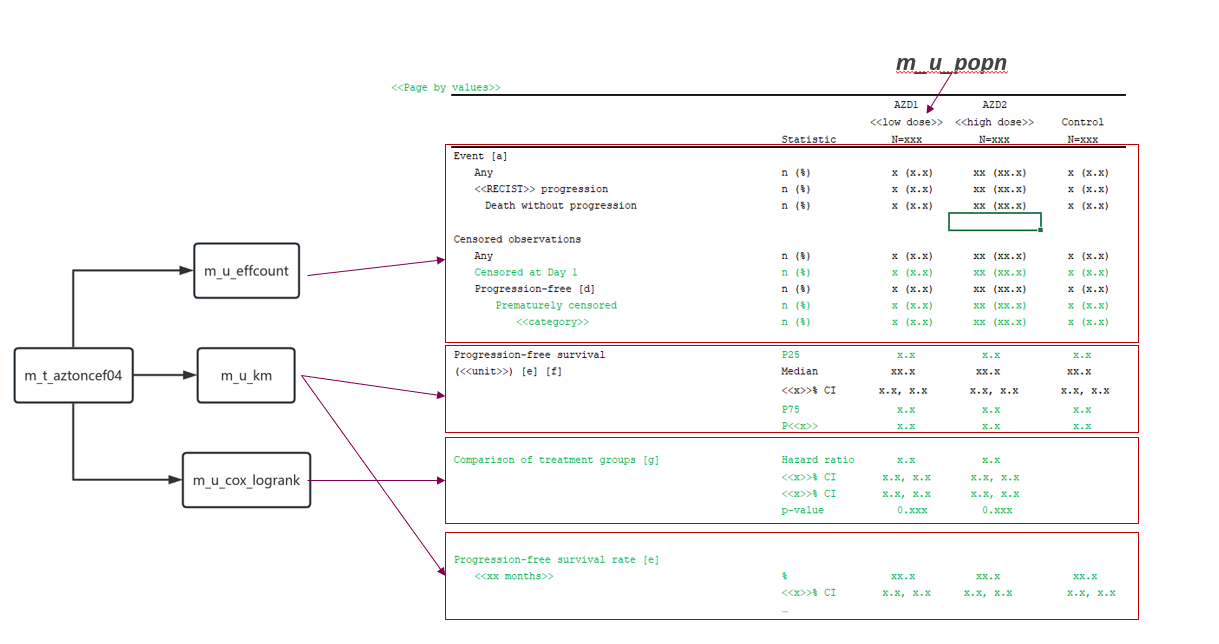 m_u_popn
<<Page by values>>
AZD1 AZD2
<<low dose>> <<high dose>> Control
Statistic N=xxx N=xxx N=xxx
Event [a]
Any n (%) x (x.x) xx (xx.x) x (x.x)
<<RECIST>> progression n (%) x (x.x) xx (xx.x) x (x.x)
Death without progression n (%) x (x.x) xx (xx.x) x (x.x)
Censored observations
Any n (%) x (x.x) xx (xx.x) x (x.x)
Censored at Day 1 n (%) x (x.x) xx (xx.x) x (x.x)
Progression-free [d] n (%) x (x.x) xx (xx.x) x (x.x)
Prematurely censored n (%) x (x.x) xx (xx.x) x (x.x)
<<category>> n (%) x (x.x) xx (xx.x) x (x.x)
Progression-free survival P25 x.x x.x x.x
(<<unit>>) [e] [f] Median xx.x xx.x xx.x
<<x>>% CI x.x, x.x x.x, x.x x.x, x.x
P75 x.x x.x x.x
P<<x>> x.x x.x x.x
Comparison of treatment groups [g] Hazard ratio x.x x.x
<<x>>% CI x.x, x.x x.x, x.x
<<x>>% CI x.x, x.x x.x, x.x
p-value 0.xxx 0.xxx
Progression-free survival rate [e]
<<xx months>> % xx.x xx.x xx.x
<<x>>% CI x.x, x.x x.x, x.x x.x, x.x
…
m_u_effcount
m_t_aztoncef04
m_u_km
m_u_cox_logrank